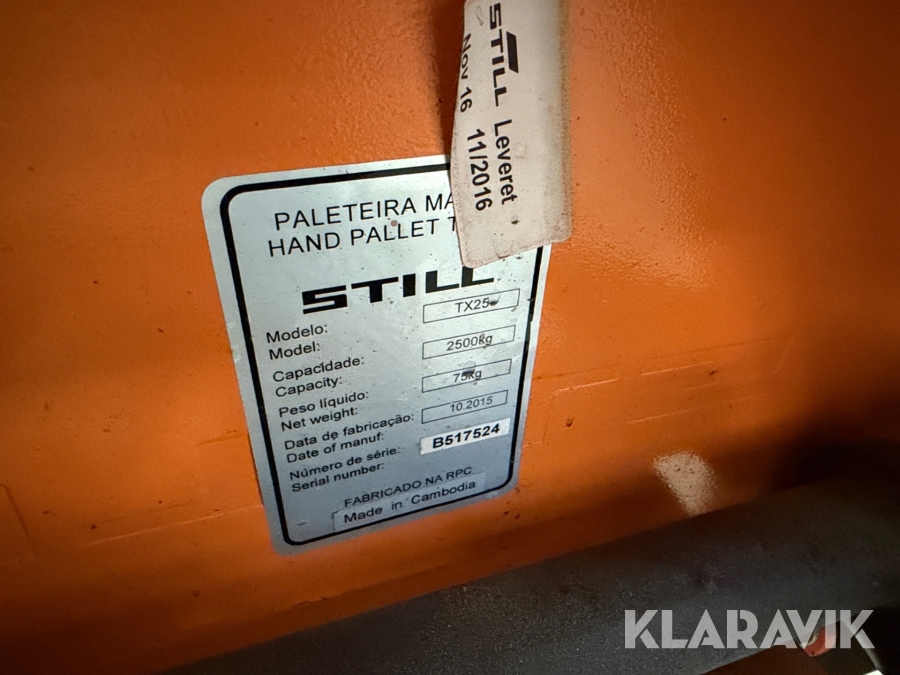 STILL Leveret
Nov 16 11/2016
PALETEIRA
HAND PALLET
STILL
Modelo:
Model:
TX25
Capacidade:
Capacity:
2500kg
Peso líquido:
Net weight:
75kg
Data de fabricação:
Date of manuf:
10.2015
Número de série:
Serial number:
B517524
FABRICADO NA RPC
Made in Cambodia
KLARAVIK